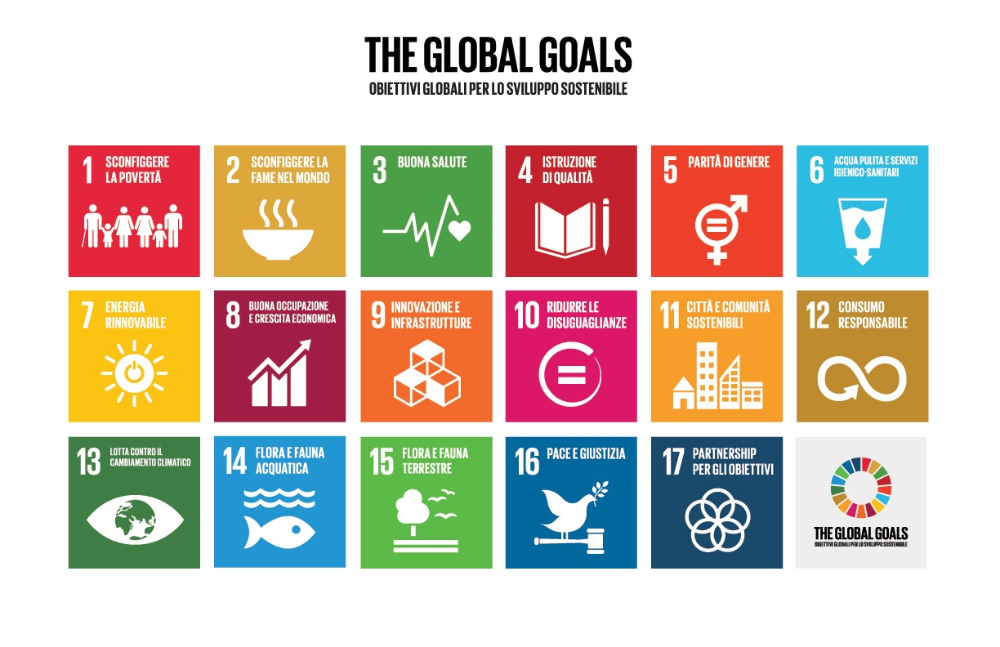 THE GLOBAL GOALS
OBIETTIVI GLOBALI PER LO SVILUPPO SOSTENIBILE
1 SCONFIGGERE
LA POVERTÀ
2 SCONFIGGERE LA
FAME NEL MONDO
3 BUONA SALUTE
4 ISTRUZIONE
DI QUALITÀ
5 PARITÀ DI GENERE
6 ACQUA PULITA E SERVIZI
IGIENICO-SANITARI
7 ENERGIA
RINNOVABILE
8 BUONA OCCUPAZIONE
E CRESCITA ECONOMICA
9 INNOVAZIONE E
INFRASTRUTTURE
10 RIDURRE LE
DISUGUAGLIANZE
11 CITTÀ E COMUNITÀ
SOSTENIBILI
12 CONSUMO
RESPONSABILE
13 LOTTA CONTRO IL
CAMBIAMENTO CLIMATICO
14 FLORA E FAUNA
ACQUATICA
15 FLORA E FAUNA
TERRESTRE
16 PACE E GIUSTIZIA
17 PARTNERSHIP
PER GLI OBIETTIVI
THE GLOBAL GOALS
OBIETTIVI GLOBALI PER LO SVILUPPO SOSTENIBILE